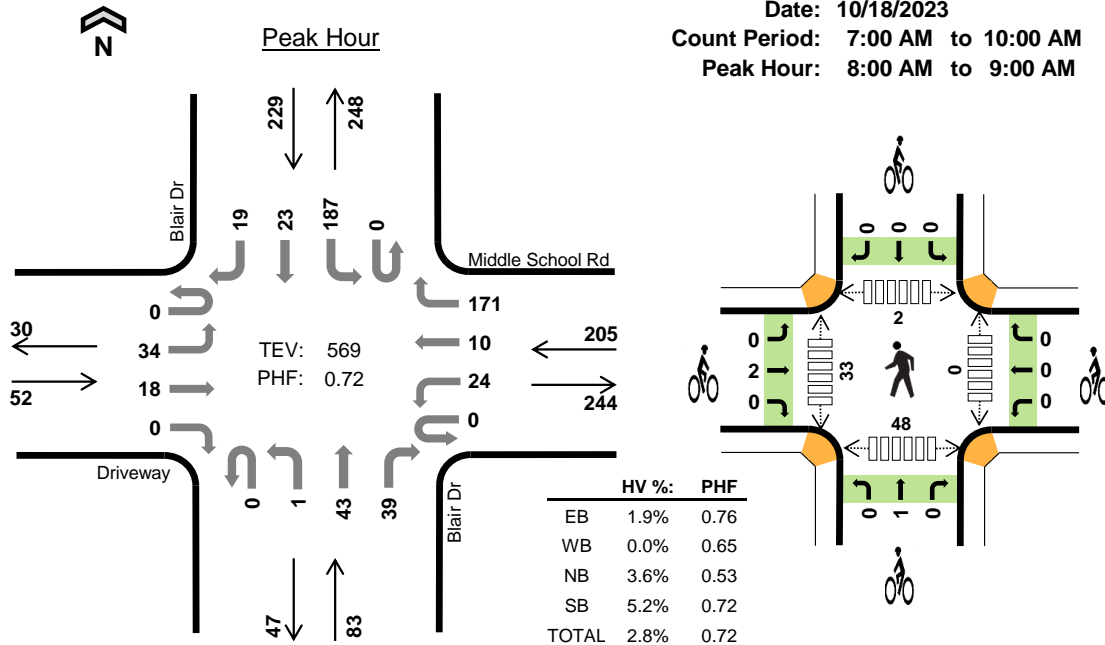 Date: 10/18/2023
Count Period: 7:00 AM to 10:00 AM
Peak Hour: 8:00 AM to 9:00 AM
N
Peak Hour
229
248
Blair Dr
19
23
187
0
Middle School Rd
0
34
18
0
30
52
TEV: 569
PHF: 0.72
171
10
24
0
205
244
Driveway
0
1
43
39
Blair Dr
47
83
HV %: PHF
EB 1.9% 0.76
WB 0.0% 0.65
NB 3.6% 0.53
SB 5.2% 0.72
TOTAL 2.8% 0.72
0 0 0
2
0
2
0
33
0
0
0
0
48
0 1 0